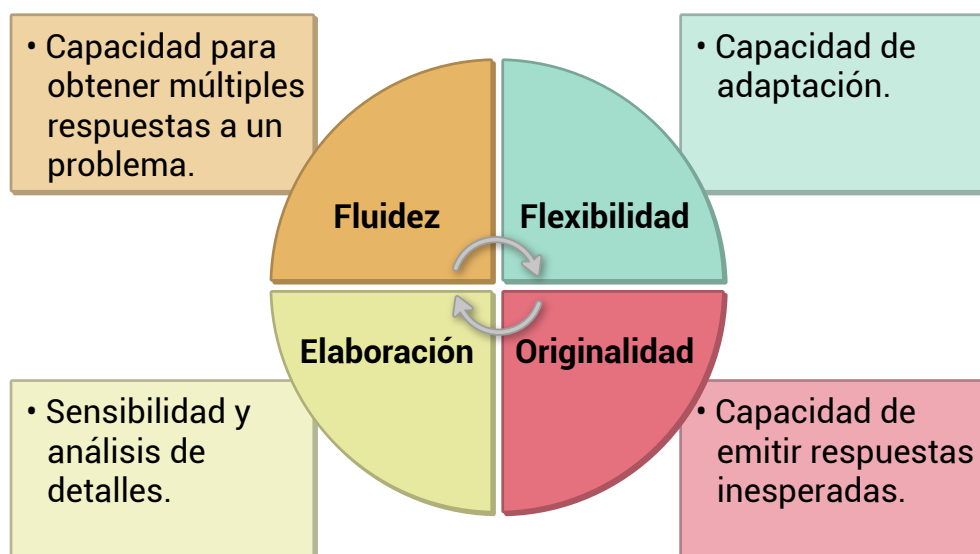 • Capacidad para
obtener múltiples
respuestas a un
problema.
• Capacidad de
adaptación.
Fluidez
Flexibilidad
Elaboración
Originalidad
• Sensibilidad y
análisis de
detalles.
• Capacidad de
emitir respuestas
inesperadas.